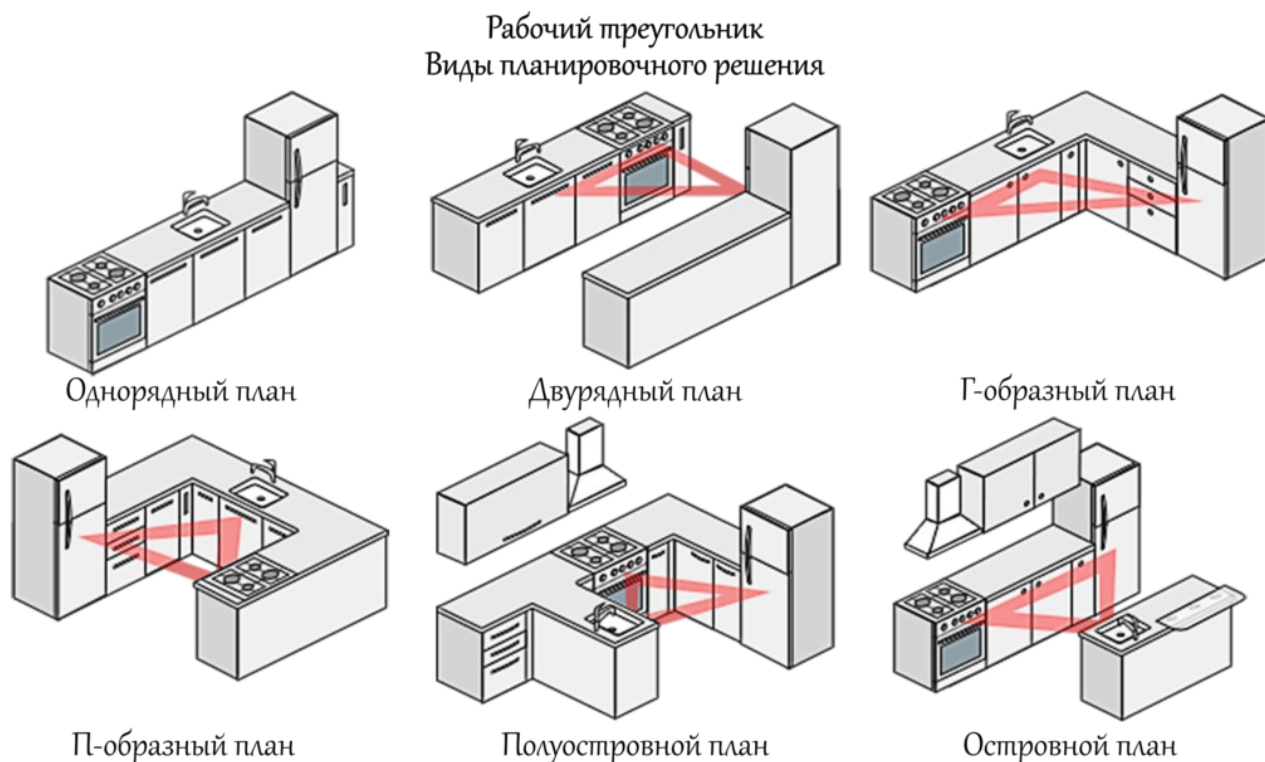 Рабочий треугольник
Виды планировочного решения
Однорядный план
Двурядный план
Г-образный план
П-образный план
Полуостровной план
Островной план